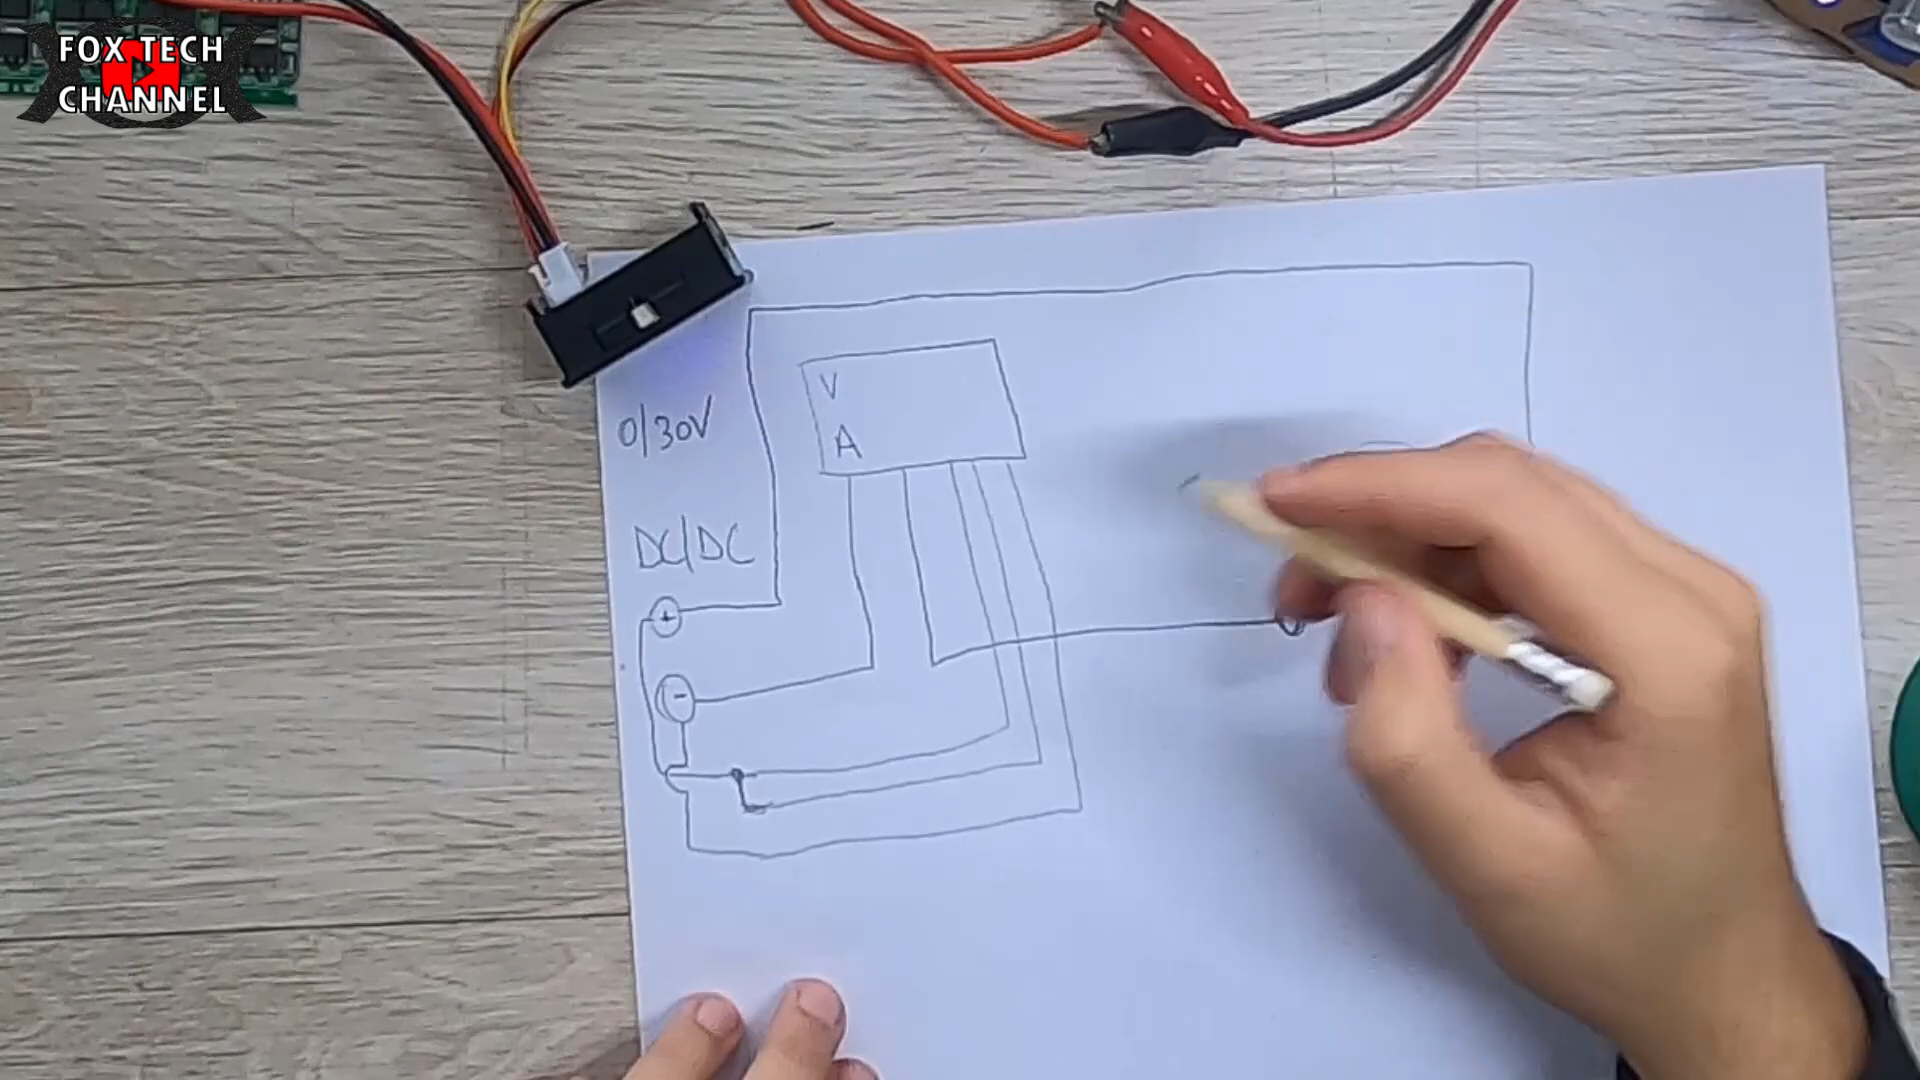 FOX TECH
CHANNEL
V
A
0/30V
DC/DC
+
-